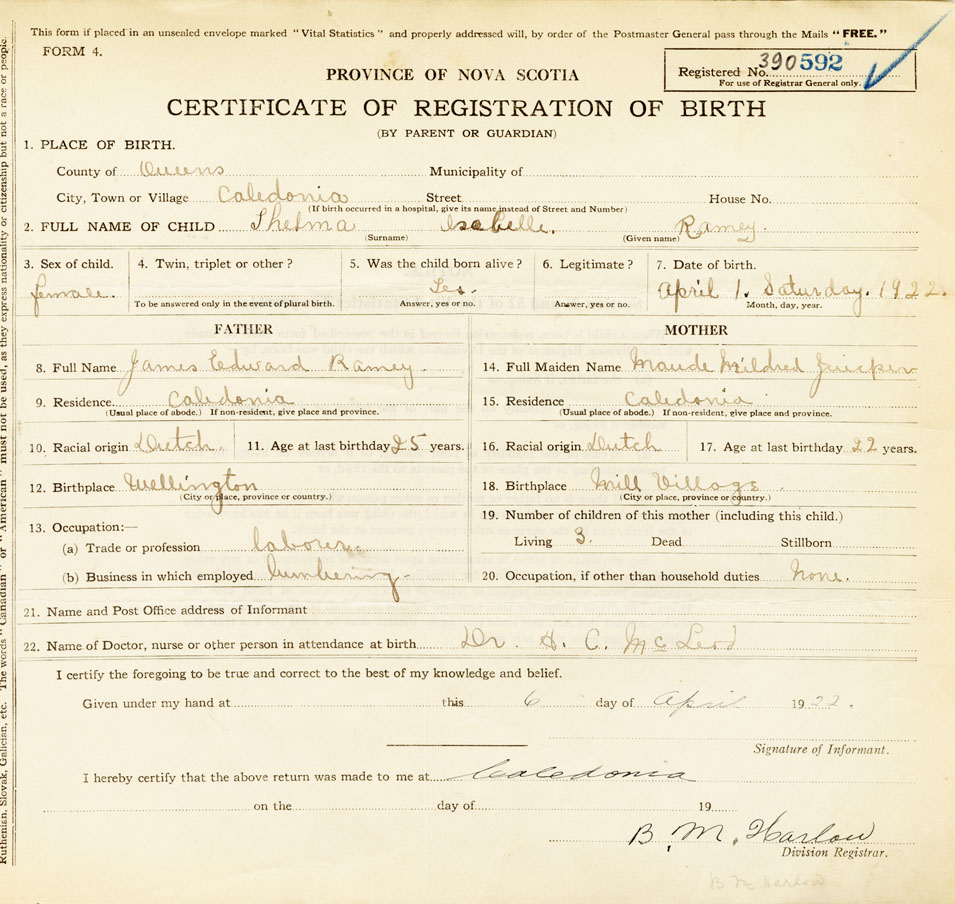 This form if placed in an unsealed envelope marked "Vital Statistics" and properly addressed will, by order of the Postmaster General pass through the Mails "FREE."
FORM 4.
Registered No. 390592
For use of Registrar General only.
PROVINCE OF NOVA SCOTIA
CERTIFICATE OF REGISTRATION OF BIRTH
(BY PARENT OR GUARDIAN)
1. PLACE OF BIRTH.
County of Queens Municipality of
City, Town or Village Caledonia Street House No.
(If birth occurred in a hospital, give its name instead of Street and Number)
2. FULL NAME OF CHILD Thelma Isabelle. Ramey.
(Surname) (Given name)
3. Sex of child. 4. Twin, triplet or other? 5. Was the child born alive? 6. Legitimate? 7. Date of birth.
female. Yes. April 1. Saturday. 1922.
To be answered only in the event of plural birth. Answer, yes or no. Answer, yes or no. Month, day, year.
FATHER MOTHER
8. Full Name James Edward Ramey. 14. Full Maiden Name Maude Mildred
9. Residence Caledonia 15. Residence Caledonia
(Usual place of abode.) If non-resident, give place and province. (Usual place of abode.) If non-resident, give place and province.
10. Racial origin Dutch. 11. Age at last birthday 25 years. 16. Racial origin Dutch 17. Age at last birthday 22 years.
12. Birthplace Wellington 18. Birthplace Mill Village
(City or place, province or country.) (City or place, province or country.)
19. Number of children of this mother (including this child.)
13. Occupation:—
Living 3. Dead Stillborn
(a) Trade or profession laborer
(b) Business in which employed lumbering. 20. Occupation, if other than household duties None.
21. Name and Post Office address of Informant
22. Name of Doctor, nurse or other person in attendance at birth Dr. H. C. McLeod
I certify the foregoing to be true and correct to the best of my knowledge and belief.
Given under my hand at this 6 day of April 1922.
Signature of Informant.
I hereby certify that the above return was made to me at Caledonia
on the day of 19
B. M. Harlow
Division Registrar.
B M Harlow
Ruthenian, Slovak, Galician, etc. The words "Canadian" or "American" must not be used, as they express nationality or citizenship but not a race or people.